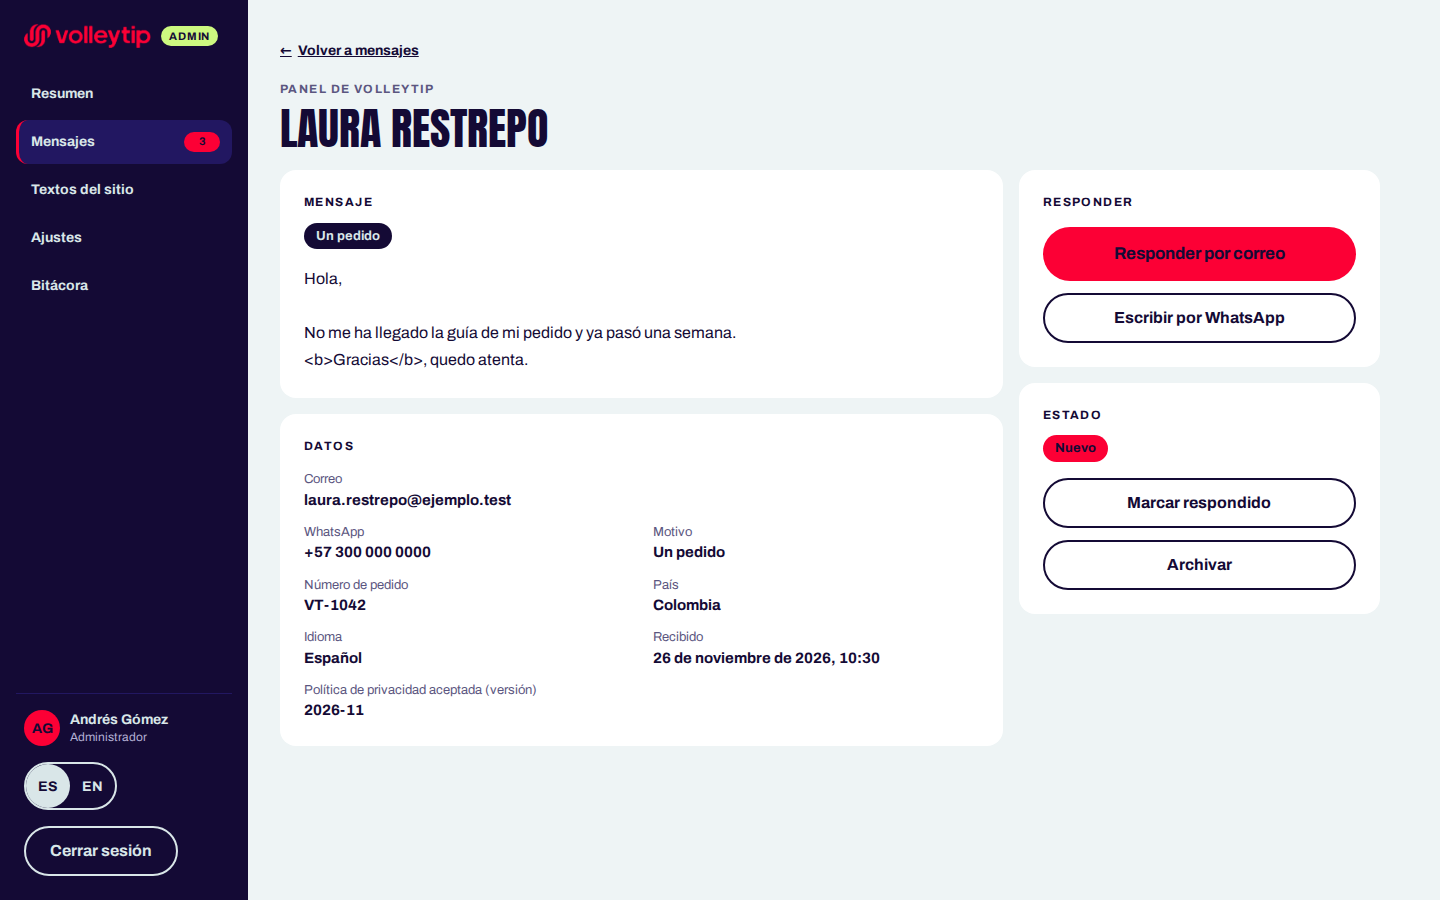 volleytip ADMIN
Resumen
Mensajes 3
Textos del sitio
Ajustes
Bitácora
AG Andrés Gómez
Administrador
ES EN
Cerrar sesión
← Volver a mensajes
PANEL DE VOLLEYTIP
LAURA RESTREPO
MENSAJE
Un pedido
Hola,
No me ha llegado la guía de mi pedido y ya pasó una semana.
<b>Gracias</b>, quedo atenta.
DATOS
Correo
laura.restrepo@ejemplo.test
WhatsApp
+57 300 000 0000
Motivo
Un pedido
Número de pedido
VT-1042
País
Colombia
Idioma
Español
Recibido
26 de noviembre de 2026, 10:30
Política de privacidad aceptada (versión)
2026-11
RESPONDER
Responder por correo
Escribir por WhatsApp
ESTADO
Nuevo
Marcar respondido
Archivar